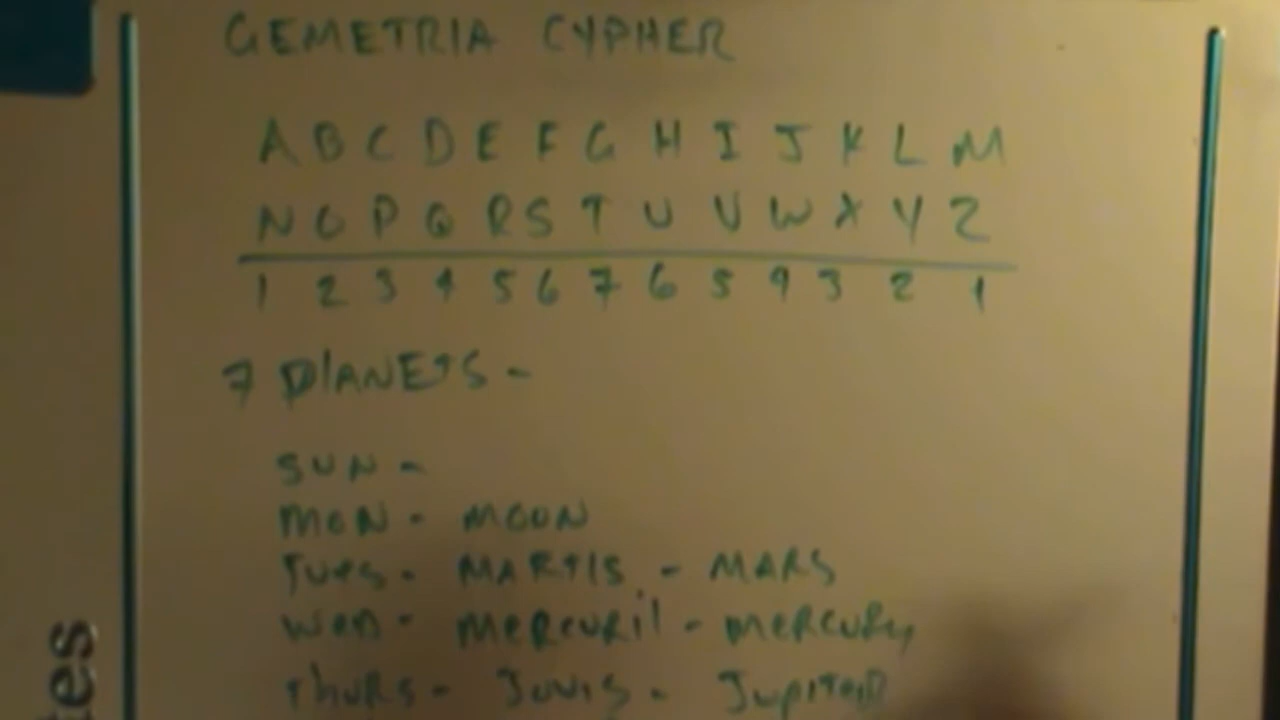 GEMETRIA CYPHER
A B C D E F G H I J K L M
N O P Q R S T U V W X Y Z
1 2 3 4 5 6 7 6 5 4 3 2 1
7 PlANETS -
SUN -
MON - MOON
TUES - MARTIS - MARS
WED - MERCURII - MERCURY
THURS - JOVIS - JUPITER
es